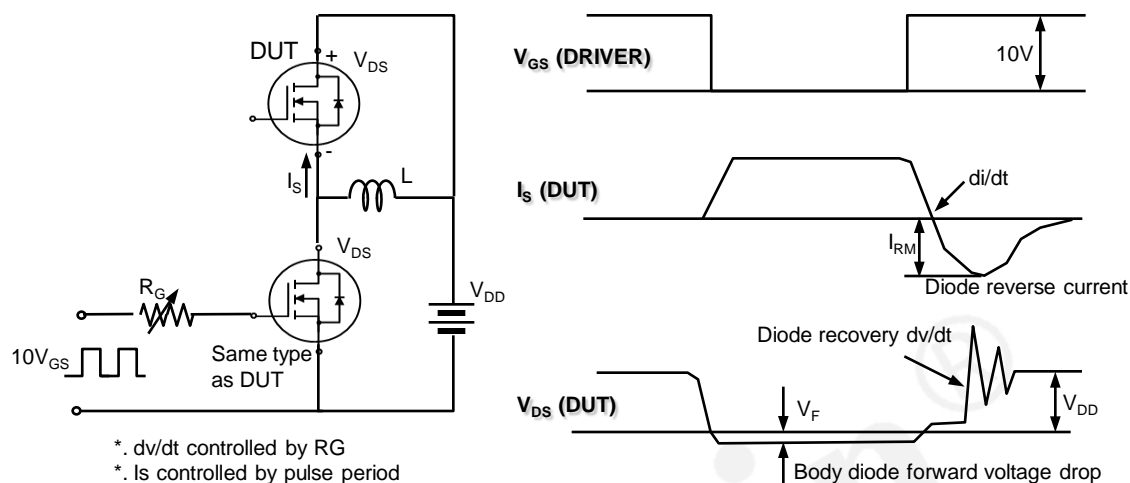 DUT
+
V_DS
-
I_S
L
V_DS
R_G
V_DD
10V_GS
Same type
as DUT
*. dv/dt controlled by RG
*. Is controlled by pulse period
V_GS (DRIVER)
10V
I_S (DUT)
di/dt
I_RM
Diode reverse current
Diode recovery dv/dt
V_DS (DUT)
V_F
V_DD
Body diode forward voltage drop